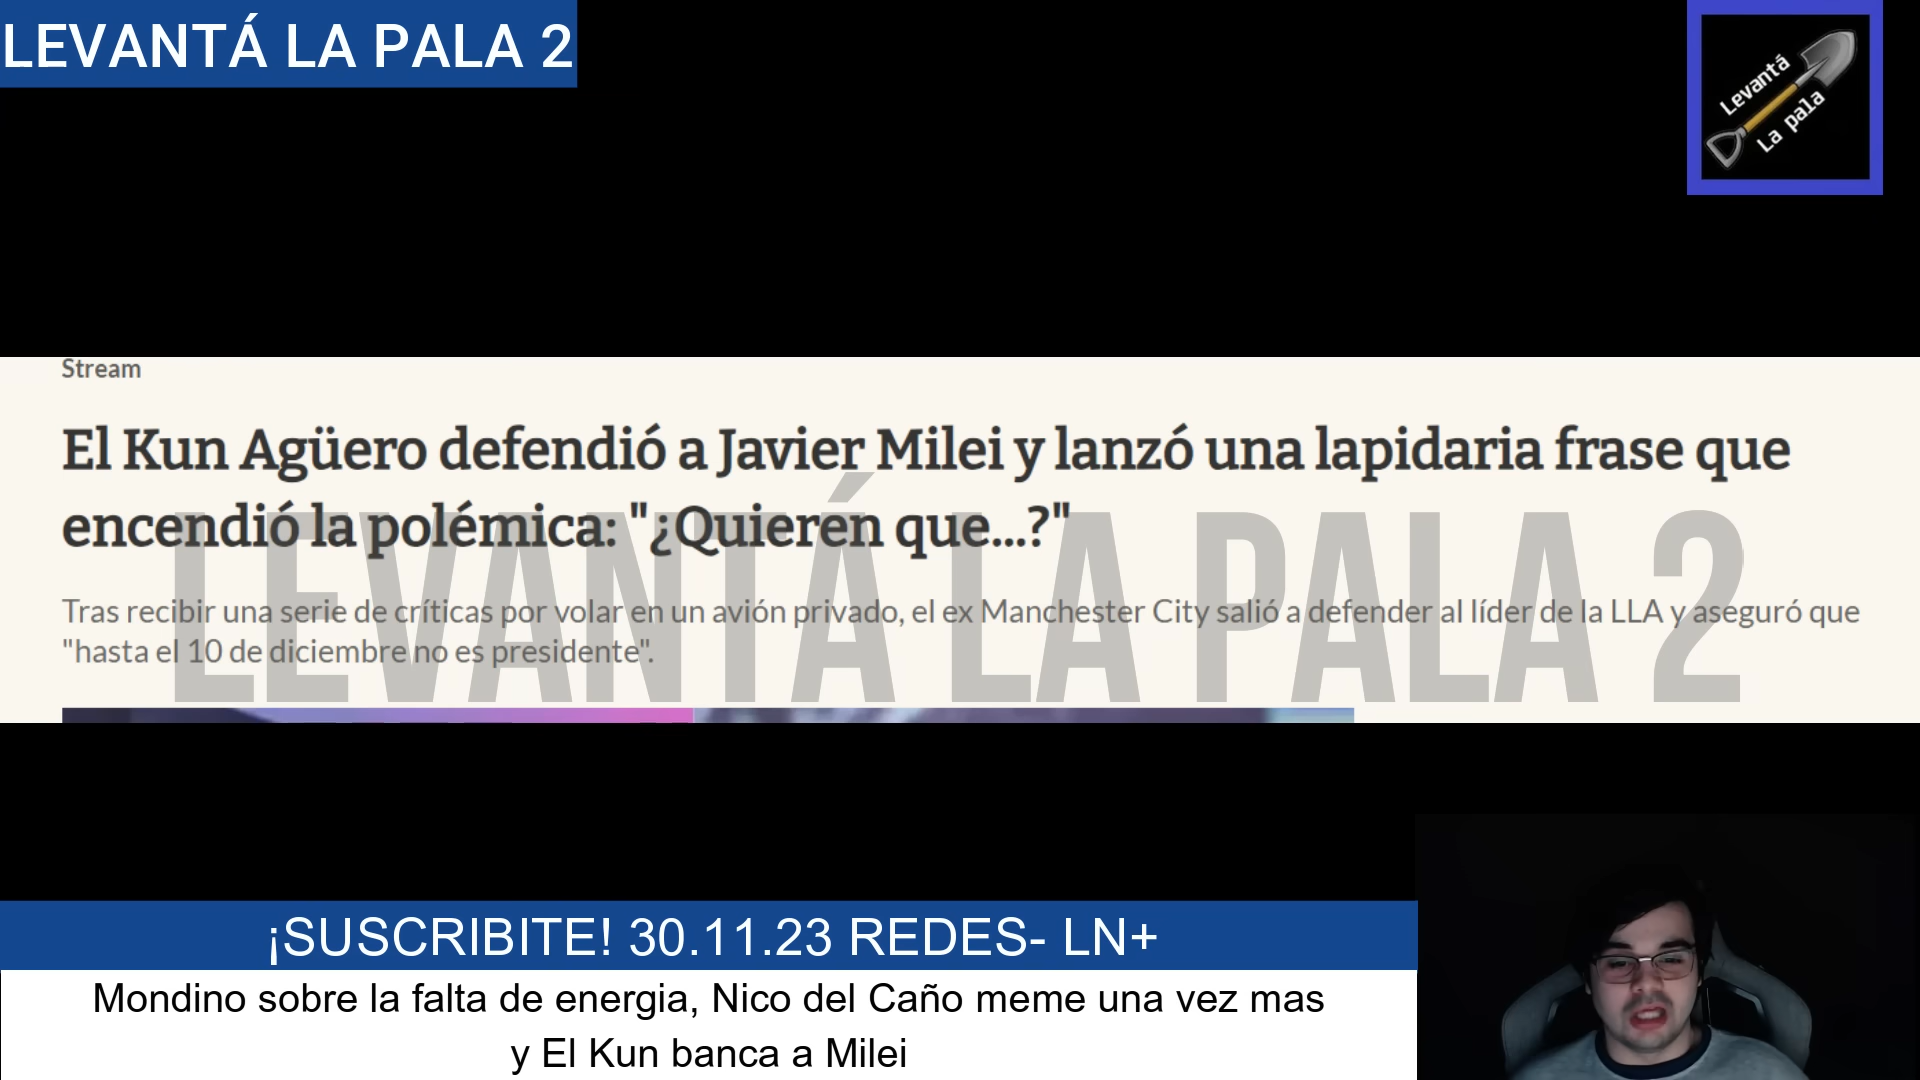 LEVANTÁ LA PALA 2
Levantá
La pala
Stream
El Kun Agüero defendió a Javier Milei y lanzó una lapidaria frase que
encendió la polémica: "¿Quieren que...?"
LEVANTÁ LA PALA 2
Tras recibir una serie de críticas por volar en un avión privado, el ex Manchester City salió a defender al líder de la LLA y aseguró que
"hasta el 10 de diciembre no es presidente".
¡SUSCRIBITE! 30.11.23 REDES- LN+
Mondino sobre la falta de energia, Nico del Caño meme una vez mas
y El Kun banca a Milei